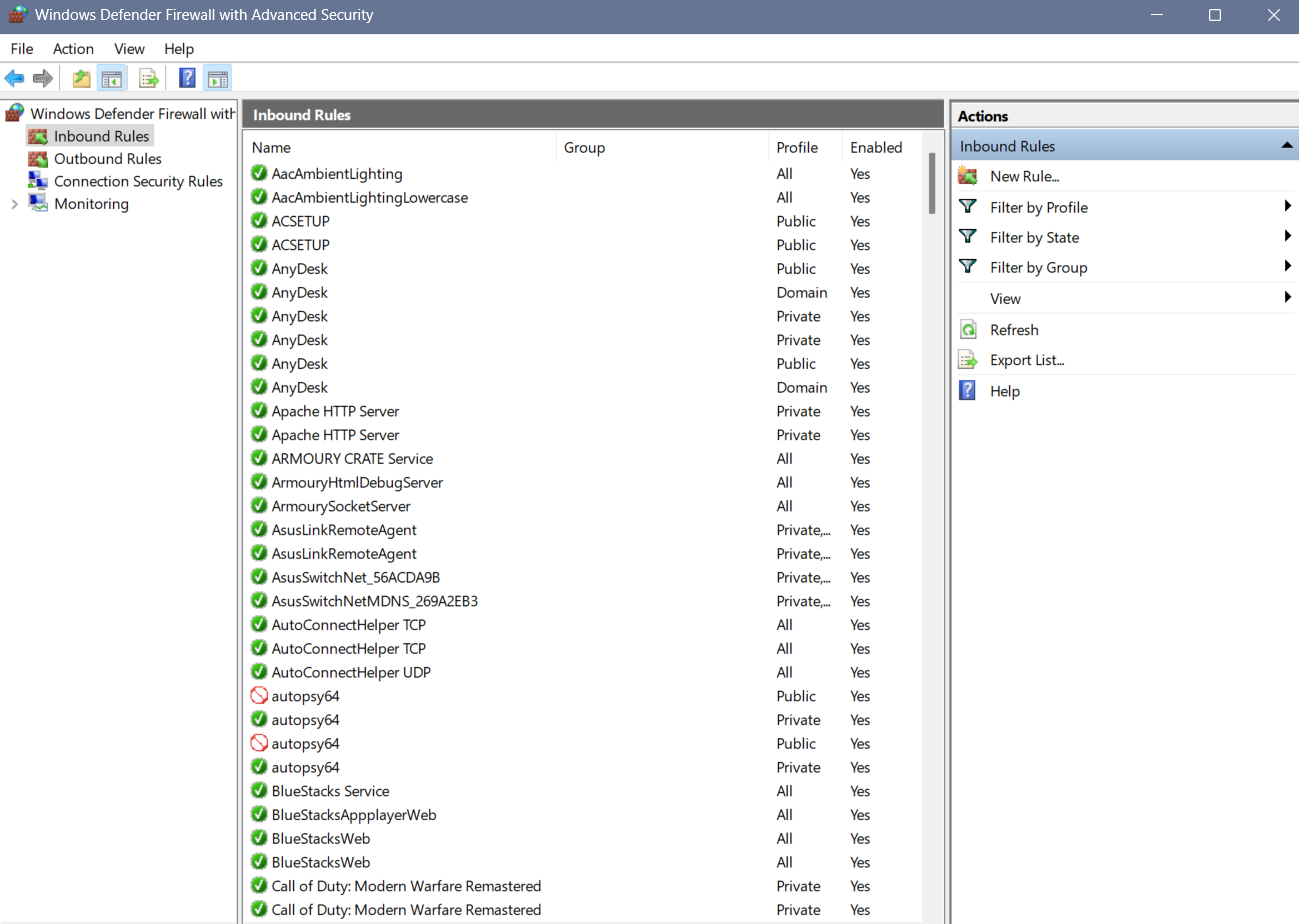 Windows Defender Firewall with Advanced Security
File Action View Help
Windows Defender Firewall with
Inbound Rules
Outbound Rules
Connection Security Rules
Monitoring
Inbound Rules
Name Group Profile Enabled
AacAmbientLighting All Yes
AacAmbientLightingLowercase All Yes
ACSETUP Public Yes
ACSETUP Public Yes
AnyDesk Public Yes
AnyDesk Domain Yes
AnyDesk Private Yes
AnyDesk Private Yes
AnyDesk Public Yes
AnyDesk Domain Yes
Apache HTTP Server Private Yes
Apache HTTP Server Private Yes
ARMOURY CRATE Service All Yes
ArmouryHtmlDebugServer All Yes
ArmourySocketServer All Yes
AsusLinkRemoteAgent Private,... Yes
AsusLinkRemoteAgent Private,... Yes
AsusSwitchNet_56ACDA9B Private,... Yes
AsusSwitchNetMDNS_269A2EB3 Private,... Yes
AutoConnectHelper TCP All Yes
AutoConnectHelper TCP All Yes
AutoConnectHelper UDP All Yes
autopsy64 Public Yes
autopsy64 Private Yes
autopsy64 Public Yes
autopsy64 Private Yes
BlueStacks Service All Yes
BlueStacksAppplayerWeb All Yes
BlueStacksWeb All Yes
BlueStacksWeb All Yes
Call of Duty: Modern Warfare Remastered Private Yes
Call of Duty: Modern Warfare Remastered Private Yes
Actions
Inbound Rules
New Rule...
Filter by Profile
Filter by State
Filter by Group
View
Refresh
Export List...
Help